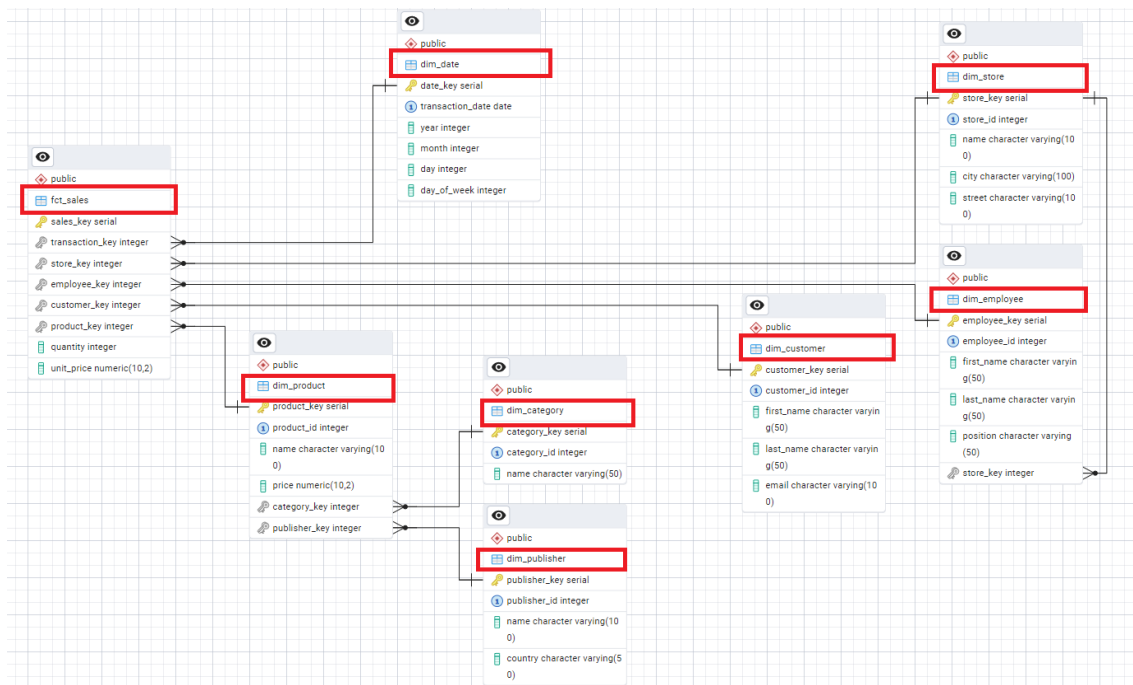 public
dim_date
date_key serial
transaction_date date
year integer
month integer
day integer
day_of_week integer
public
dim_store
store_key serial
store_id integer
name character varying(10
0)
city character varying(100)
street character varying(10
0)
public
fct_sales
sales_key serial
transaction_key integer
store_key integer
employee_key integer
customer_key integer
product_key integer
quantity integer
unit_price numeric(10,2)
public
dim_employee
employee_key serial
employee_id integer
first_name character varyin
g(50)
last_name character varyin
g(50)
position character varying
(50)
store_key integer
public
dim_customer
customer_key serial
customer_id integer
first_name character varyin
g(50)
last_name character varyin
g(50)
email character varying(10
0)
public
dim_product
product_key serial
product_id integer
name character varying(10
0)
price numeric(10,2)
category_key integer
publisher_key integer
public
dim_category
category_key serial
category_id integer
name character varying(50)
public
dim_publisher
publisher_key serial
publisher_id integer
name character varying(10
0)
country character varying(5
0)